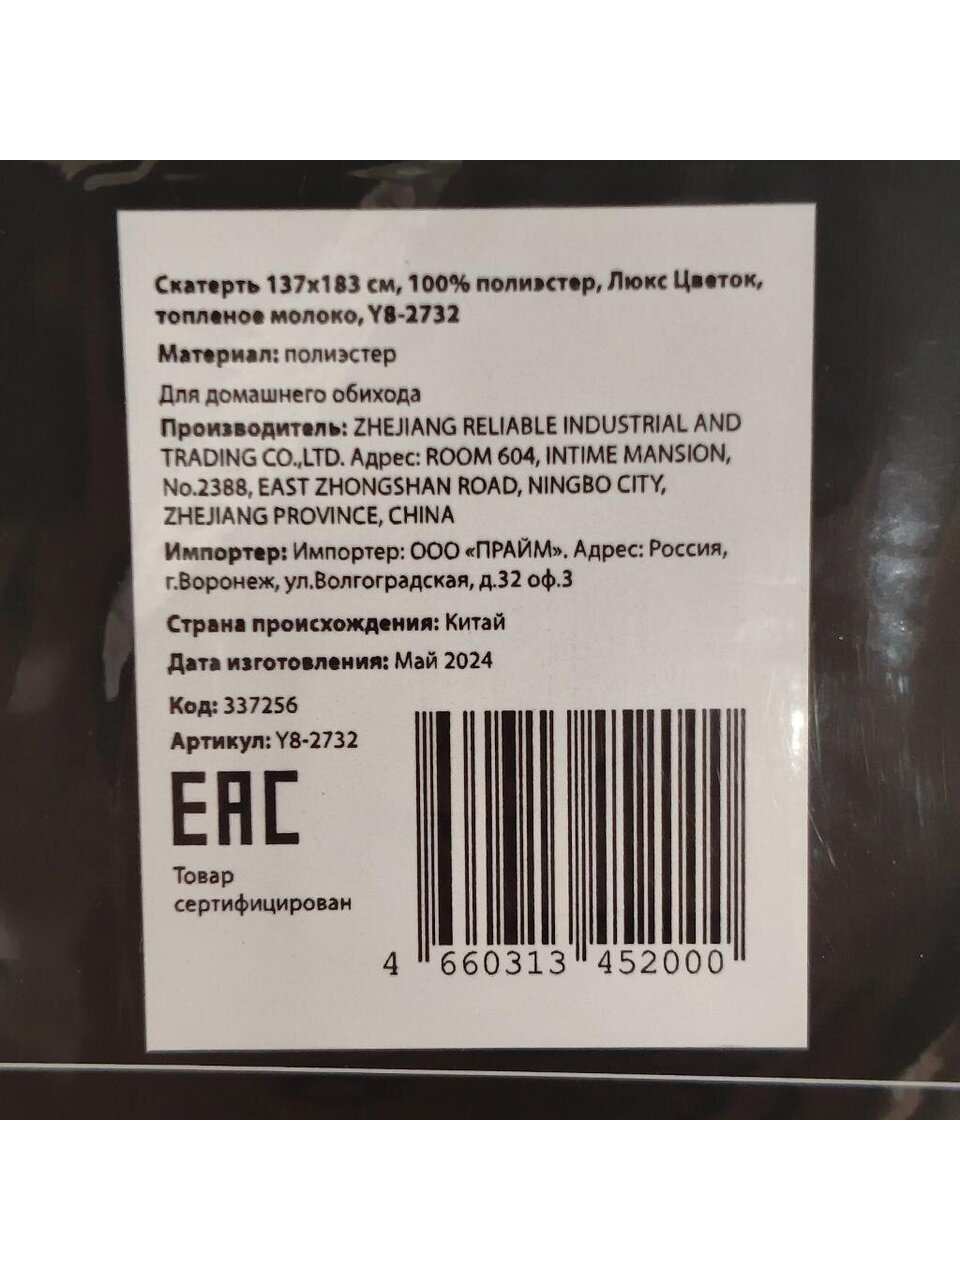 Скатерть 137х183 см, 100% полиэстер, Люкс Цветок,
топленое молоко, Y8-2732
Материал: полиэстер
Для домашнего обихода
Производитель: ZHEJIANG RELIABLE INDUSTRIAL AND
TRADING CO.,LTD. Адрес: ROOM 604, INTIME MANSION,
No.2388, EAST ZHONGSHAN ROAD, NINGBO CITY,
ZHEJIANG PROVINCE, CHINA
Импортер: Импортер: ООО «ПРАЙМ». Адрес: Россия,
г.Воронеж, ул.Волгоградская, д.32 оф.3
Страна происхождения: Китай
Дата изготовления: Май 2024
Код: 337256
Артикул: Y8-2732
EAC
Товар
сертифицирован
4 660313 452000